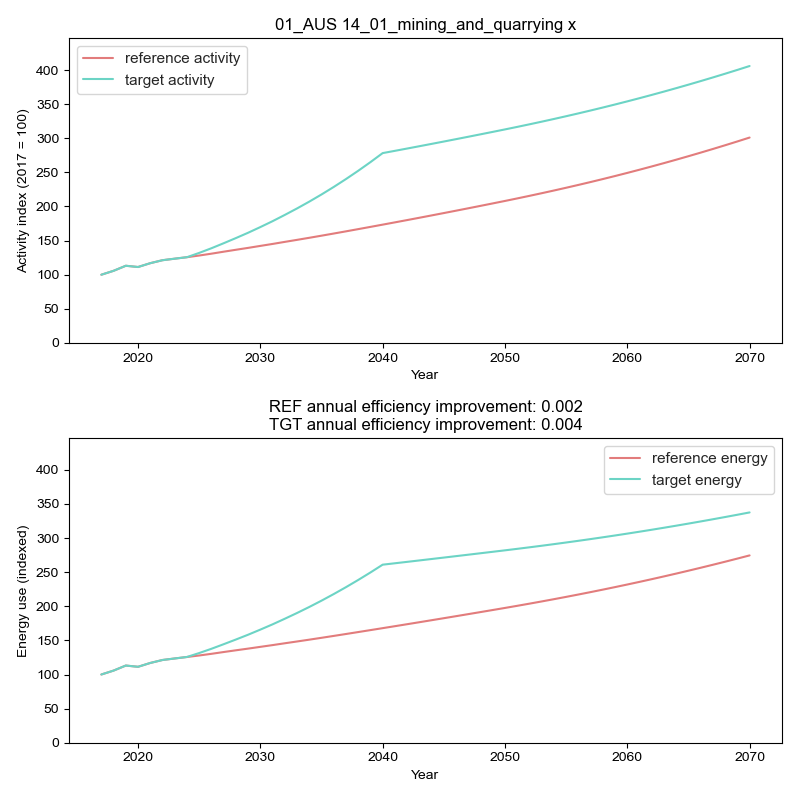 01_AUS 14_01_mining_and_quarrying x
reference activity
target activity
Activity index (2017 = 100)
400
350
300
250
200
150
100
50
0
2020 2030 2040 2050 2060 2070
Year
REF annual efficiency improvement: 0.002
TGT annual efficiency improvement: 0.004
reference energy
target energy
Energy use (indexed)
400
350
300
250
200
150
100
50
0
2020 2030 2040 2050 2060 2070
Year